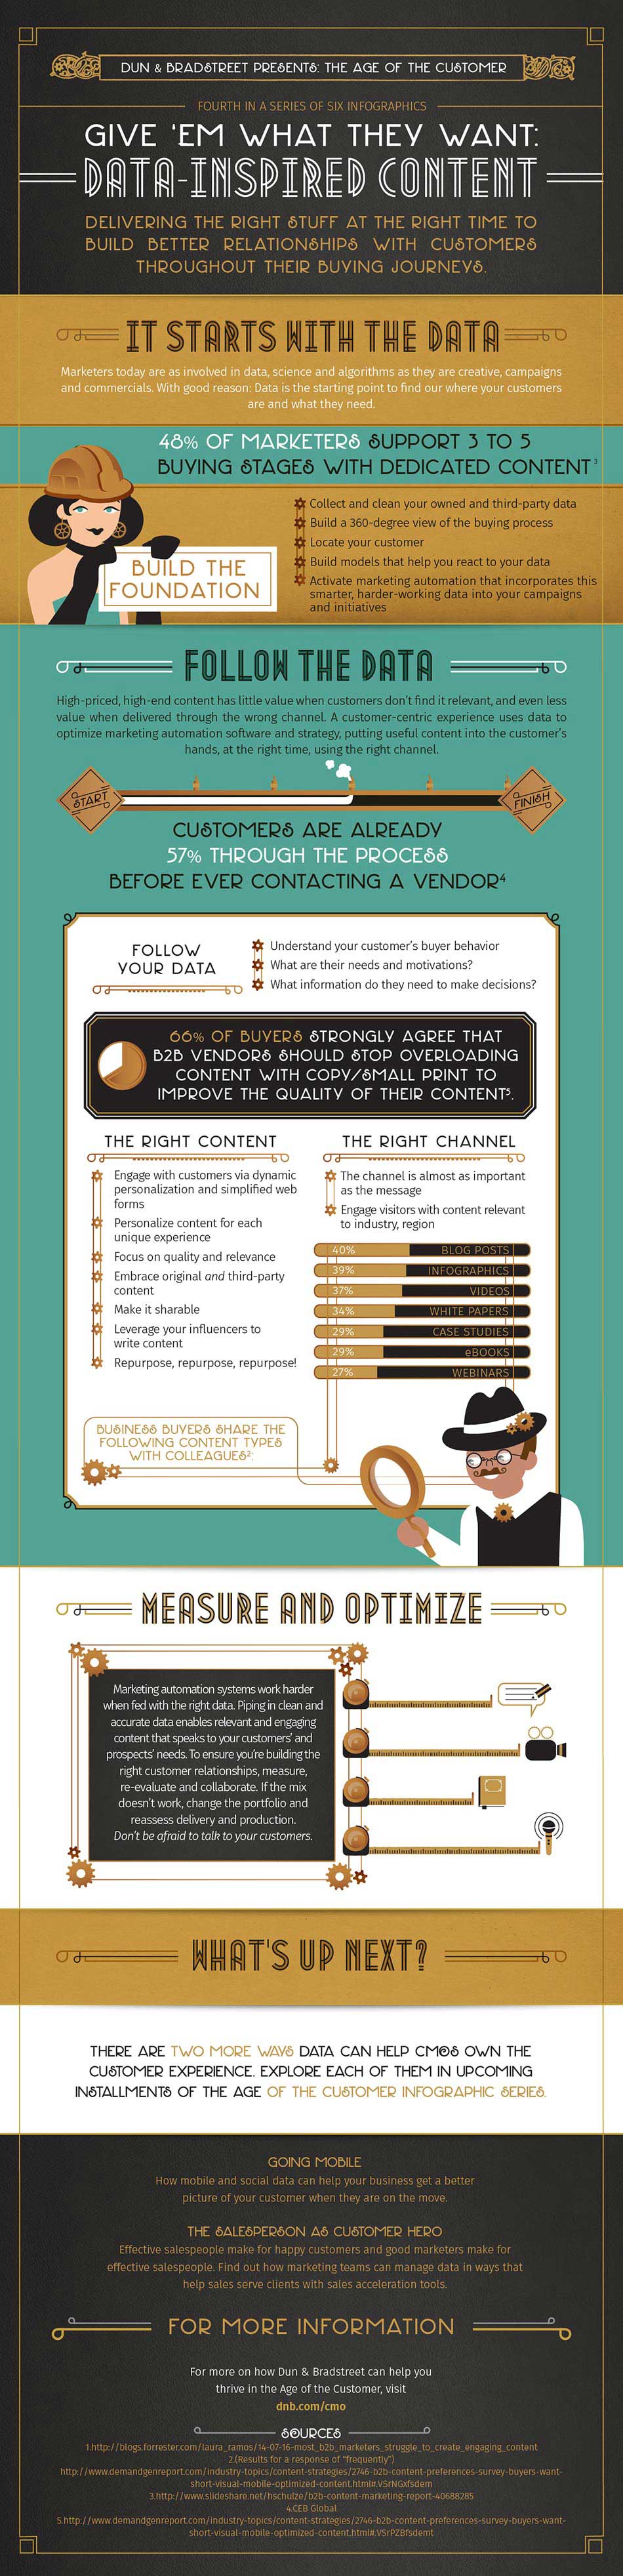 DUN & BRADSTREET PRESENTS: THE AGE OF THE CUSTOMER
FOURTH IN A SERIES OF SIX INFOGRAPHICS
GIVE 'EM WHAT THEY WANT:
DATA-INSPIRED CONTENT
DELIVERING THE RIGHT STUFF AT THE RIGHT TIME TO
BUILD BETTER RELATIONSHIPS WITH CUSTOMERS
THROUGHOUT THEIR BUYING JOURNEYS.
IT STARTS WITH THE DATA
Marketers today are as involved in data, science and algorithms as they are creative, campaigns
and commercials. With good reason: Data is the starting point to find our where your customers
are and what they need.
48% OF MARKETERS SUPPORT 3 TO 5
BUYING STAGES WITH DEDICATED CONTENT³
BUILD THE
FOUNDATION
Collect and clean your owned and third-party data
Build a 360-degree view of the buying process
Locate your customer
Build models that help you react to your data
Activate marketing automation that incorporates this
smarter, harder-working data into your campaigns
and initiatives
FOLLOW THE DATA
High-priced, high-end content has little value when customers don't find it relevant, and even less
value when delivered through the wrong channel. A customer-centric experience uses data to
optimize marketing automation software and strategy, putting useful content into the customer's
hands, at the right time, using the right channel.
START
FINISH
CUSTOMERS ARE ALREADY
57% THROUGH THE PROCESS
BEFORE EVER CONTACTING A VENDOR⁴
FOLLOW
YOUR DATA
Understand your customer's buyer behavior
What are their needs and motivations?
What information do they need to make decisions?
66% OF BUYERS STRONGLY AGREE THAT
B2B VENDORS SHOULD STOP OVERLOADING
CONTENT WITH COPY/SMALL PRINT TO
IMPROVE THE QUALITY OF THEIR CONTENT⁵.
THE RIGHT CONTENT
Engage with customers via dynamic
personalization and simplified web
forms
Personalize content for each
unique experience
Focus on quality and relevance
Embrace original and third-party
content
Make it sharable
Leverage your influencers to
write content
Repurpose, repurpose, repurpose!
THE RIGHT CHANNEL
The channel is almost as important
as the message
Engage visitors with content relevant
to industry, region
40% BLOG POSTS
39% INFOGRAPHICS
37% VIDEOS
34% WHITE PAPERS
29% CASE STUDIES
29% eBOOKS
27% WEBINARS
BUSINESS BUYERS SHARE THE
FOLLOWING CONTENT TYPES
WITH COLLEAGUES²:
MEASURE AND OPTIMIZE
Marketing automation systems work harder
when fed with the right data. Piping in clean and
accurate data enables relevant and engaging
content that speaks to your customers' and
prospects' needs. To ensure you're building the
right customer relationships, measure,
re-evaluate and collaborate. If the mix
doesn't work, change the portfolio and
reassess delivery and production.
Don't be afraid to talk to your customers.
WHAT'S UP NEXT?
THERE ARE TWO MORE WAYS DATA CAN HELP CMOS OWN THE
CUSTOMER EXPERIENCE. EXPLORE EACH OF THEM IN UPCOMING
INSTALLMENTS OF THE AGE OF THE CUSTOMER INFOGRAPHIC SERIES.
GOING MOBILE
How mobile and social data can help your business get a better
picture of your customer when they are on the move.
THE SALESPERSON AS CUSTOMER HERO
Effective salespeople make for happy customers and good marketers make for
effective salespeople. Find out how marketing teams can manage data in ways that
help sales serve clients with sales acceleration tools.
FOR MORE INFORMATION
For more on how Dun & Bradstreet can help you
thrive in the Age of the Customer, visit
dnb.com/cmo
SOURCES
1.http://blogs.forrester.com/laura_ramos/14-07-16-most_b2b_marketers_struggle_to_create_engaging_content
2.(Results for a response of "frequently")
http://www.demandgenreport.com/industry-topics/content-strategies/2746-b2b-content-preferences-survey-buyers-want-
short-visual-mobile-optimized-content.html#.VSrNGxfsdem
3.http://www.slideshare.net/hschulze/b2b-content-marketing-report-40688285
4.CEB Global
5.http://www.demandgenreport.com/industry-topics/content-strategies/2746-b2b-content-preferences-survey-buyers-want-
short-visual-mobile-optimized-content.html#.VSrPZBfsdemt